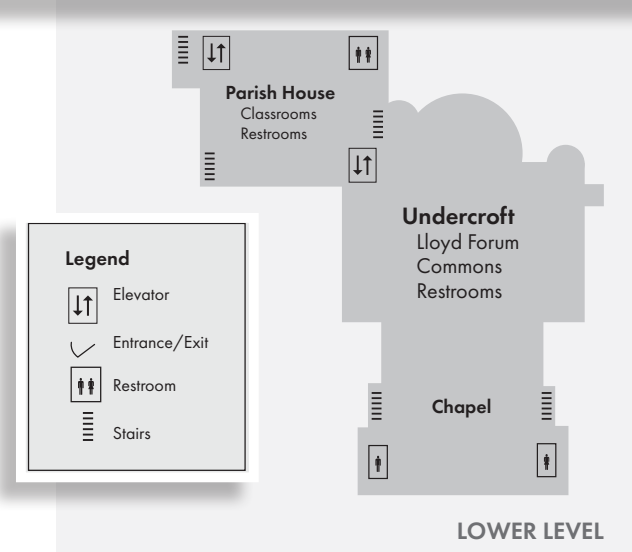 Parish House
Classrooms
Restrooms
Undercroft
Lloyd Forum
Commons
Restrooms
Legend
Elevator
Entrance/Exit
Restroom
Stairs
Chapel
LOWER LEVEL